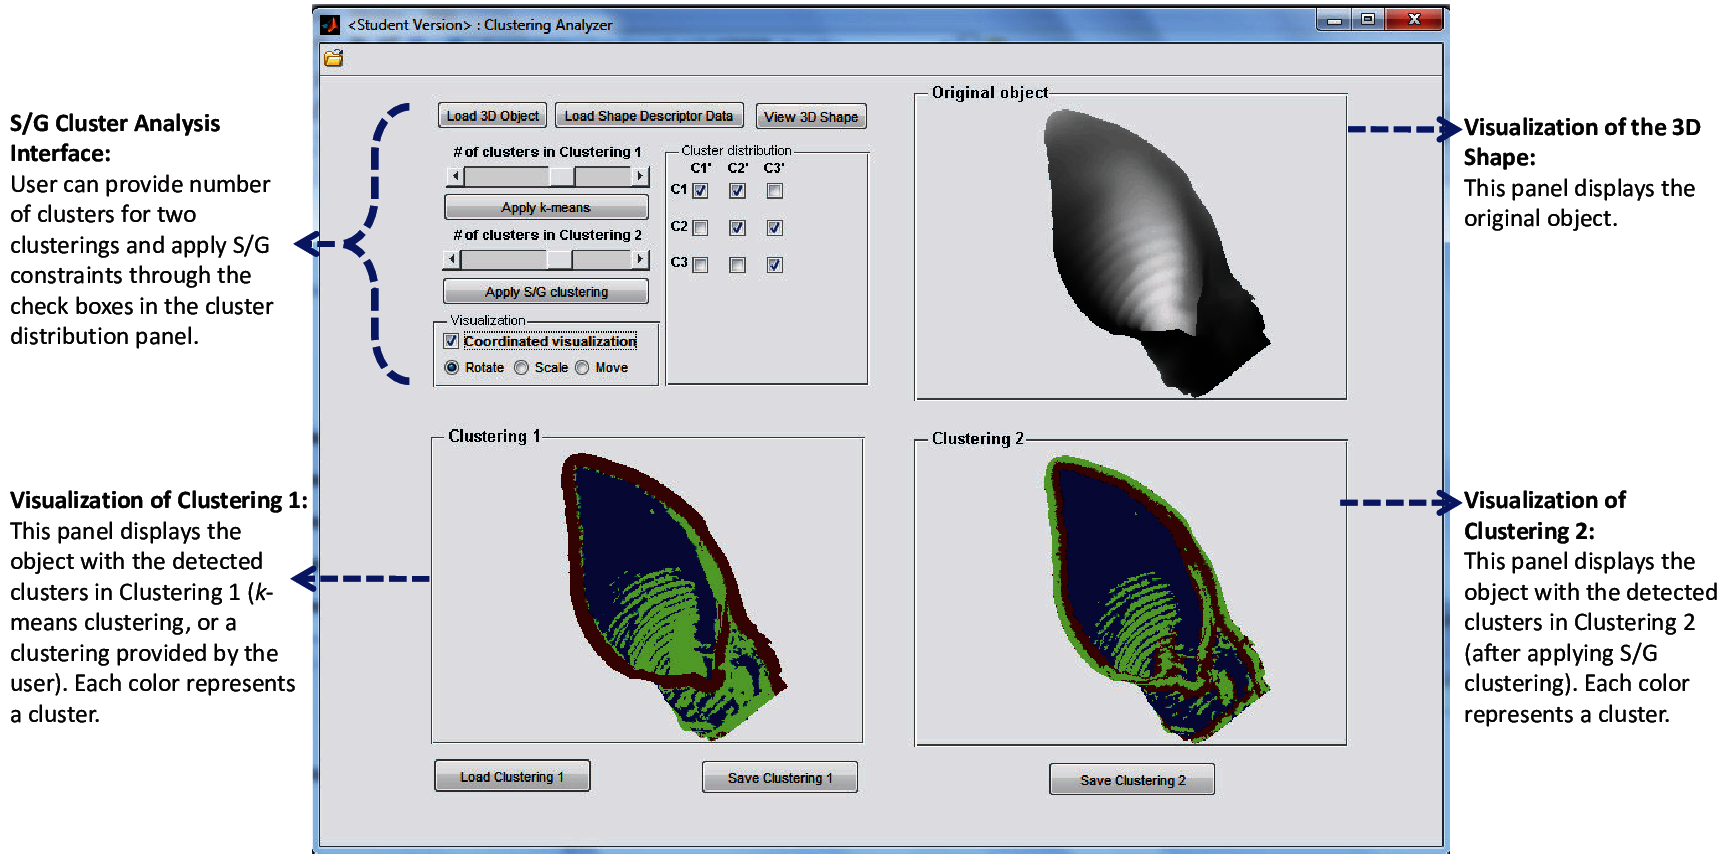 <Student Version> : Clustering Analyzer
S/G Cluster Analysis
Interface:
User can provide number
of clusters for two
clusterings and apply S/G
constraints through the
check boxes in the cluster
distribution panel.
Load 3D Object
Load Shape Descriptor Data
View 3D Shape
# of clusters in Clustering 1
Apply k-means
# of clusters in Clustering 2
Apply S/G clustering
Visualization
Coordinated visualization
Rotate Scale Move
Cluster distribution
C1' C2' C3'
C1
C2
C3
Original object
Visualization of the 3D
Shape:
This panel displays the
original object.
Visualization of Clustering 1:
This panel displays the
object with the detected
clusters in Clustering 1 (k-
means clustering, or a
clustering provided by the
user). Each color represents
a cluster.
Clustering 1
Load Clustering 1
Save Clustering 1
Clustering 2
Save Clustering 2
Visualization of
Clustering 2:
This panel displays the
object with the detected
clusters in Clustering 2
(after applying S/G
clustering). Each color
represents a cluster.